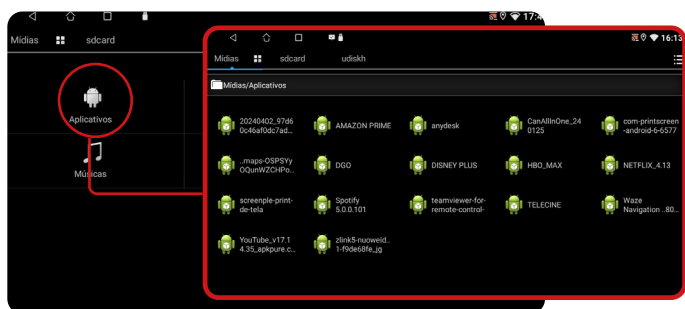 17:4
Mídias
sdcard
Aplicativos
Músicas
16:13
Mídias
sdcard
udiskh
Mídias/Aplicativos
20240402_97d6
0c46af0dc7ad...
AMAZON PRIME
anydesk
CanAllInOne_24
0125
com-printscreen
-android-6-6577
..maps-OSPSYy
OQunWZCHPo...
DGO
DISNEY PLUS
HBO_MAX
NETFLIX_4.13
screenple-print-
de-tela
Spotify
5.0.0.101
teamviewer-for-
remote-control-
TELECINE
Waze
Navigation ..80...
YouTube_v17.1
4.35_apkpure.c...
zlink5-nuoweid..
1-f9de68fe_jg